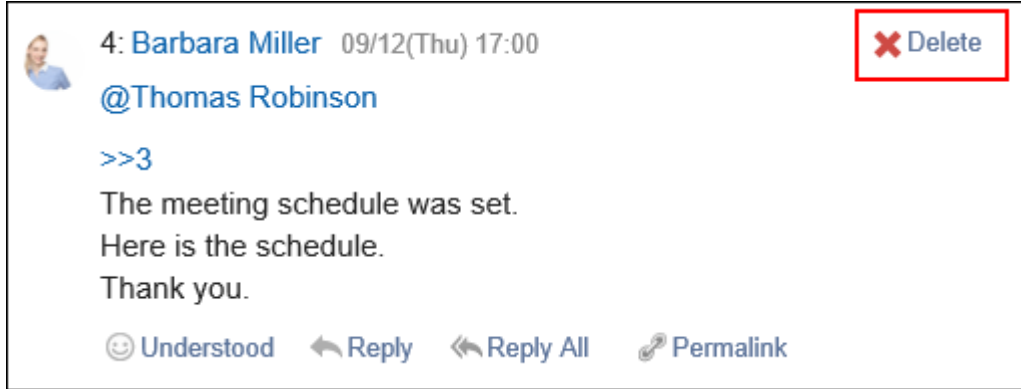 4: Barbara Miller 09/12(Thu) 17:00 Delete
@Thomas Robinson
>>3
The meeting schedule was set.
Here is the schedule.
Thank you.
Understood Reply Reply All Permalink